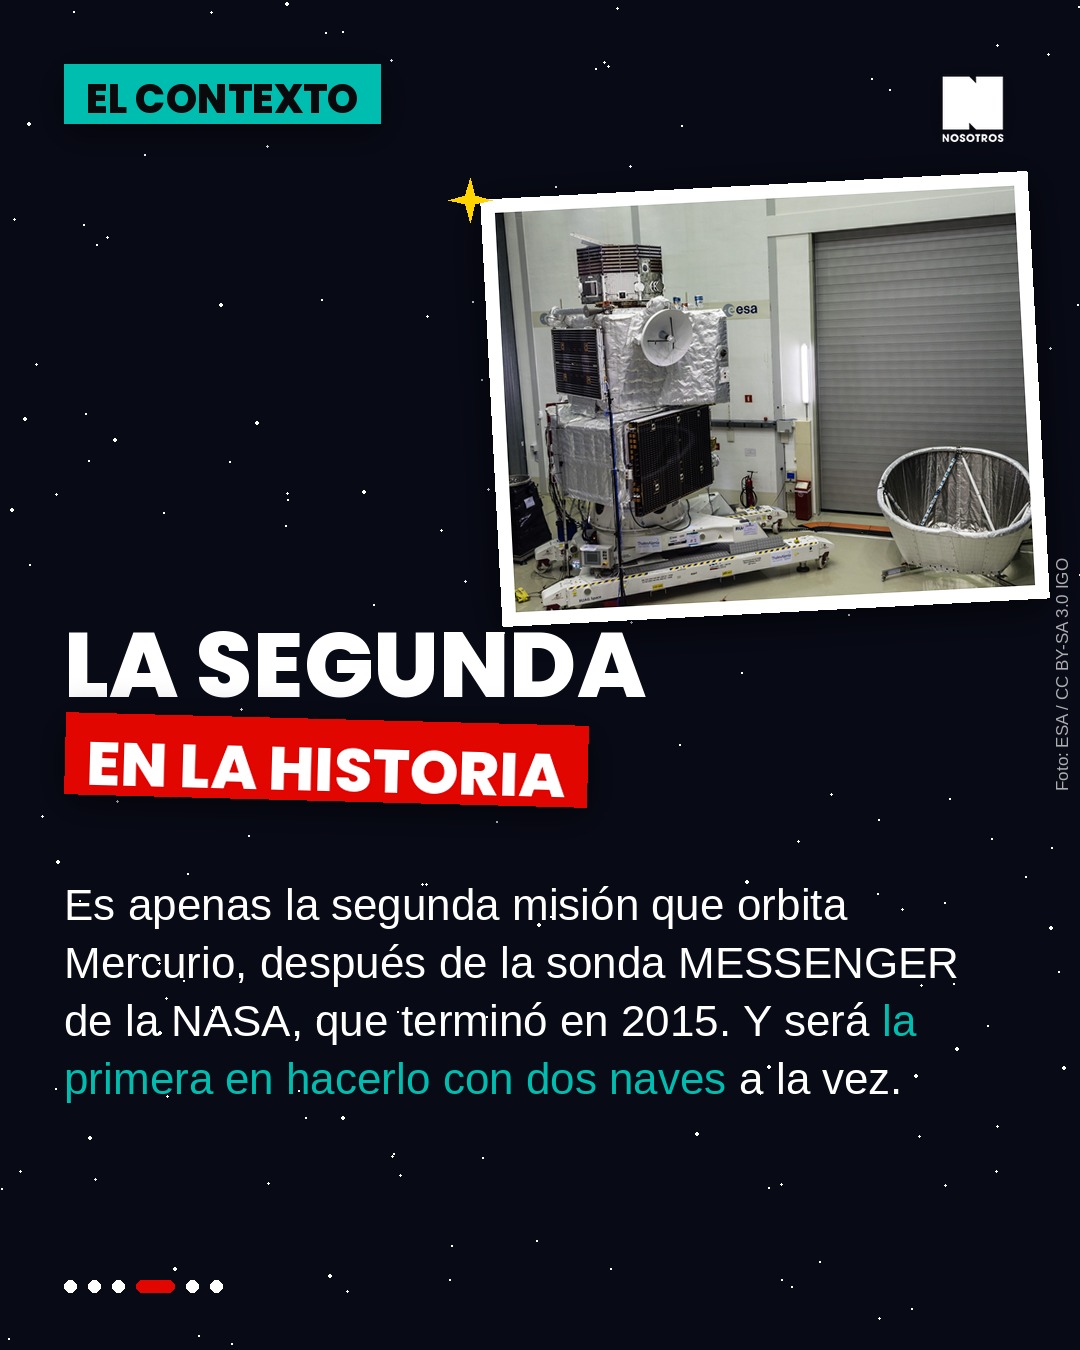 EL CONTEXTO
NOSOTROS
esa
LA SEGUNDA
EN LA HISTORIA
Es apenas la segunda misión que orbita
Mercurio, después de la sonda MESSENGER
de la NASA, que terminó en 2015. Y será la
primera en hacerlo con dos naves a la vez.
Foto: ESA / CC BY-SA 3.0 IGO